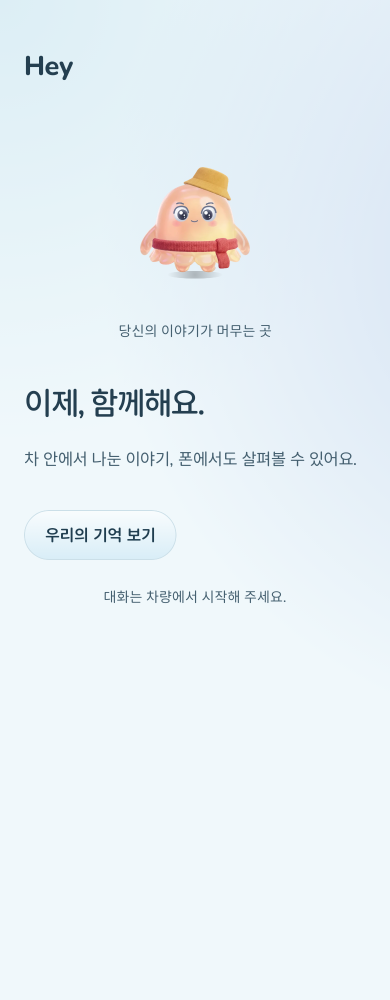 Hey
당신의 이야기가 머무는 곳
이제, 함께해요.
차 안에서 나눈 이야기, 폰에서도 살펴볼 수 있어요.
우리의 기억 보기
대화는 차량에서 시작해 주세요.